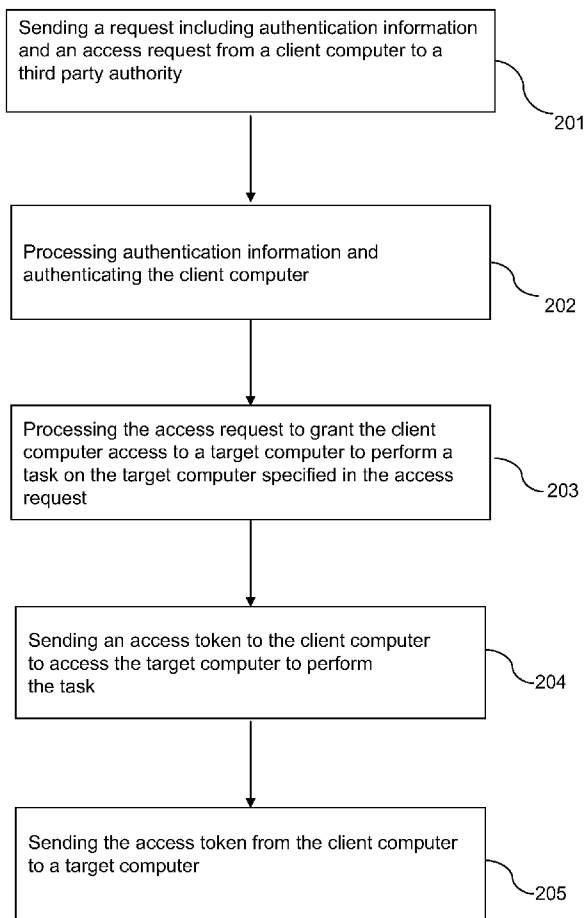 Sending a request including authentication information
and an access request from a client computer to a
third party authority
201
Processing authentication information and
authenticating the client computer
202
Processing the access request to grant the client
computer access to a target computer to perform a
task on the target computer specified in the access
request
203
Sending an access token to the client computer
to access the target computer to perform
the task
204
Sending the access token from the client computer
to a target computer
205